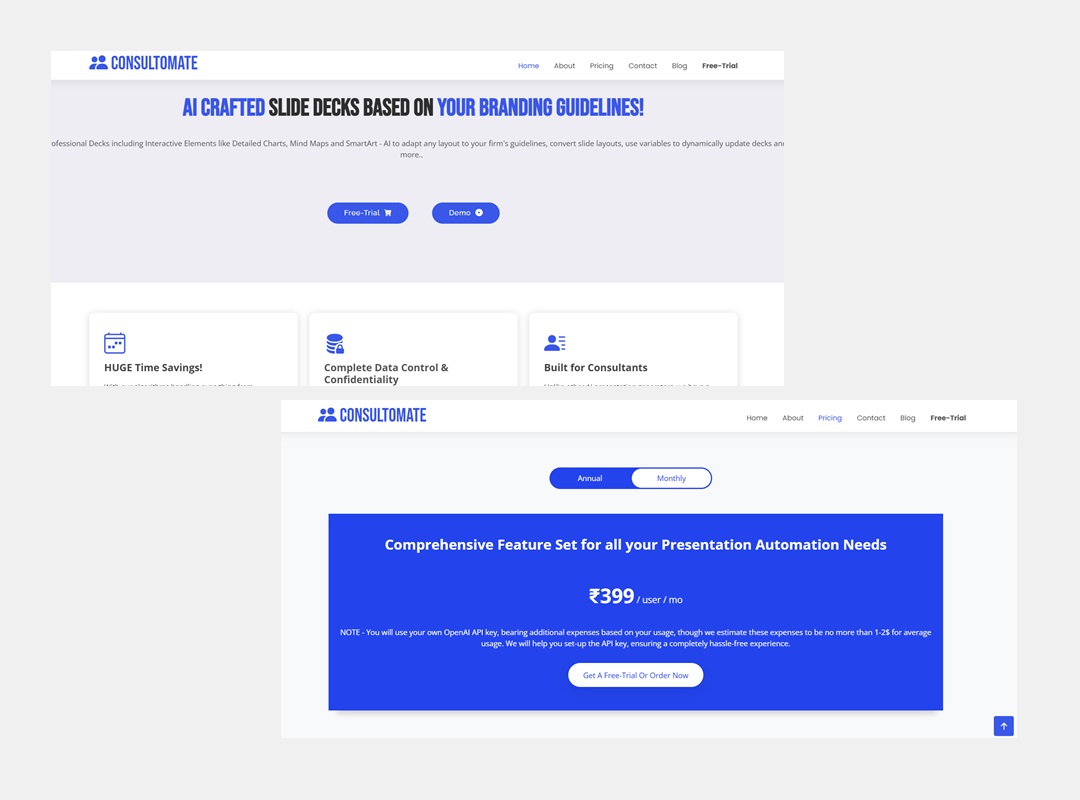 CONSULTOMATE
Home About Pricing Contact Blog Free-Trial
AI CRAFTED SLIDE DECKS BASED ON YOUR BRANDING GUIDELINES!
ofessional Decks including Interactive Elements like Detailed Charts, Mind Maps and SmartArt - AI to adapt any layout to your firm's guidelines, convert slide layouts, use variables to dynamically update decks and
more..
Free-Trial Demo
HUGE Time Savings!
Complete Data Control &
Confidentiality
Built for Consultants
CONSULTOMATE
Home About Pricing Contact Blog Free-Trial
Annual Monthly
Comprehensive Feature Set for all your Presentation Automation Needs
₹399 / user / mo
NOTE - You will use your own OpenAI API key, bearing additional expenses based on your usage, though we estimate these expenses to be no more than 1-2$ for average
usage. We will help you set-up the API key, ensuring a completely hassle-free experience.
Get A Free-Trial Or Order Now